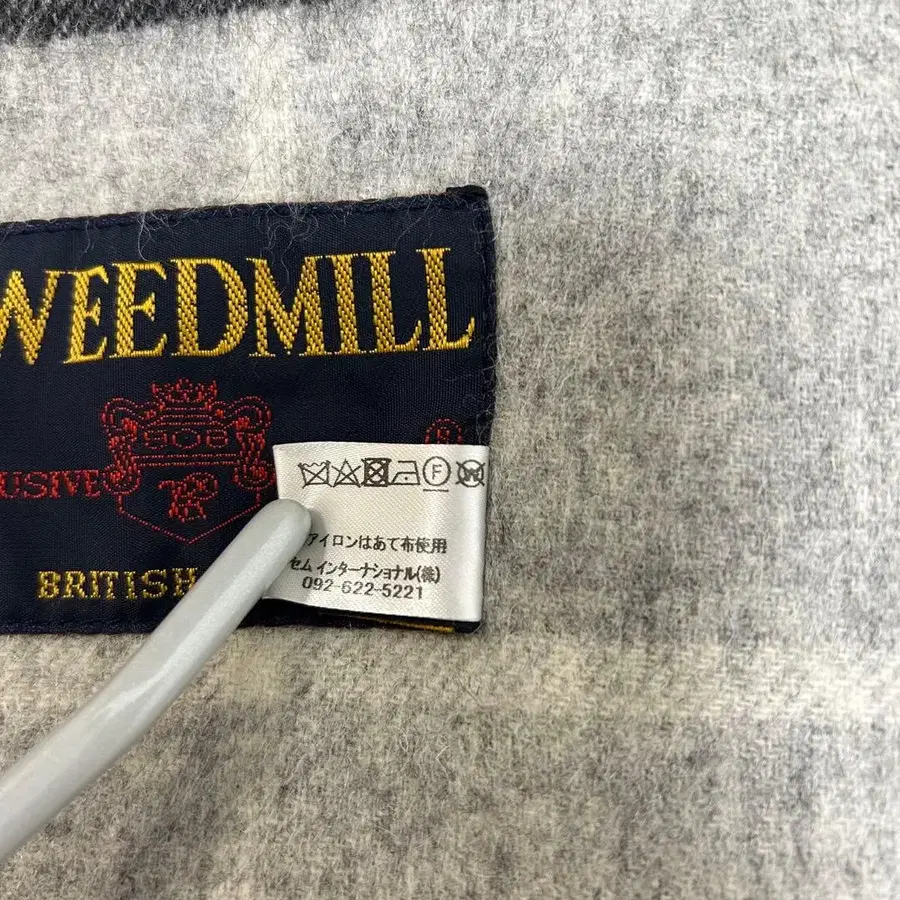 WEEDMILL
SOB
®
USIVE
F W
BRITISH
アイロンはあて布使用
セム インターナショナル(株)
092-622-5221